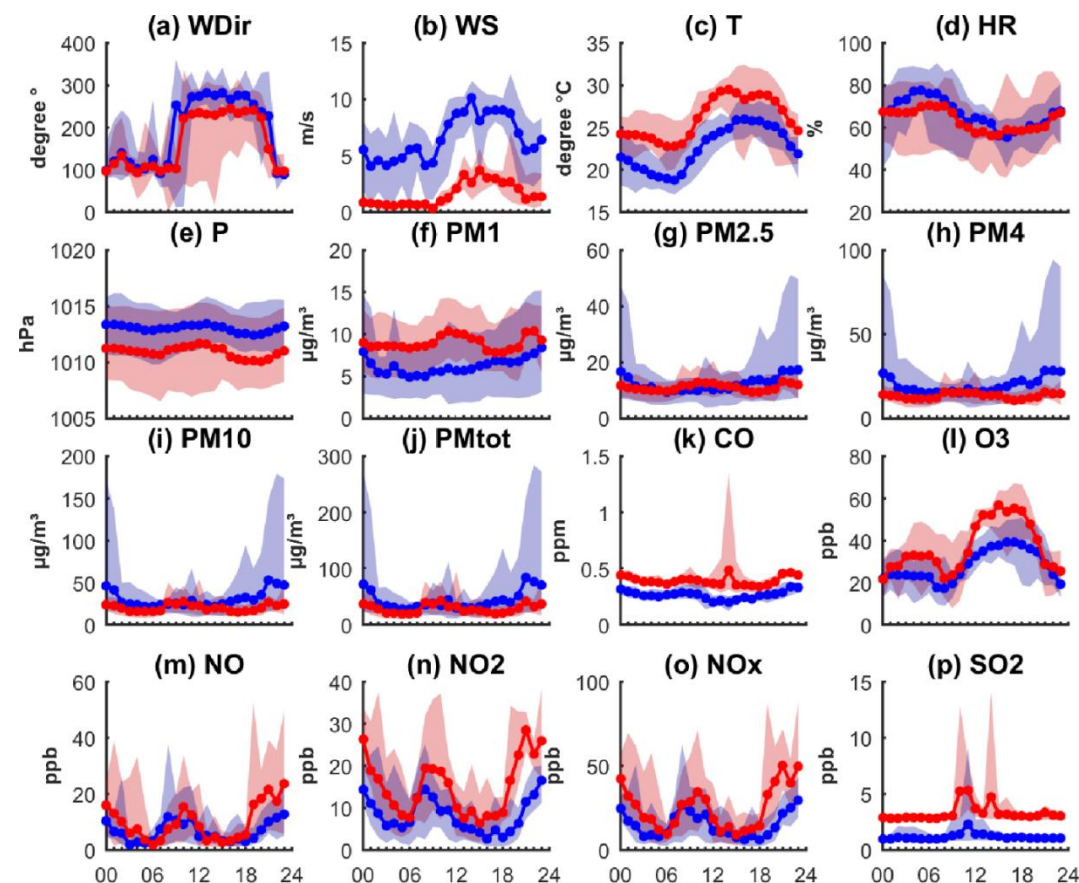 (a) WDir
(b) WS
(c) T
(d) HR
degree °
400
300
200
100
0
m/s
15
10
5
0
degree °C
35
30
25
20
15
%
100
80
60
40
20
(e) P
(f) PM1
(g) PM2.5
(h) PM4
hPa
1020
1015
1010
1005
µg/m³
20
15
10
5
0
µg/m³
60
40
20
0
µg/m³
100
50
0
(i) PM10
(j) PMtot
(k) CO
(l) O3
µg/m³
200
150
100
50
0
µg/m³
300
200
100
0
ppm
1.5
1
0.5
0
ppb
80
60
40
20
0
(m) NO
(n) NO2
(o) NOx
(p) SO2
ppb
60
40
20
0
ppb
40
30
20
10
0
ppb
100
50
0
ppb
15
10
5
0
00 06 12 18 24
00 06 12 18 24
00 06 12 18 24
00 06 12 18 24